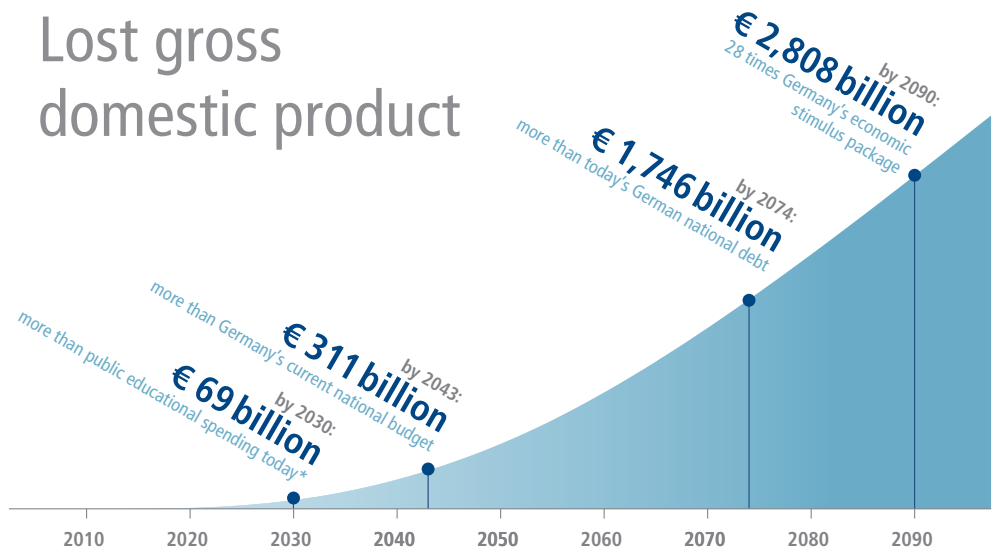 Lost gross
domestic product
by 2030:
€ 69 billion
more than public educational spending today*
by 2043:
€ 311 billion
more than Germany's current national budget
by 2074:
€ 1,746 billion
more than today's German national debt
by 2090:
€ 2,808 billion
28 times Germany's economic
stimulus package
2010 2020 2030 2040 2050 2060 2070 2080 2090